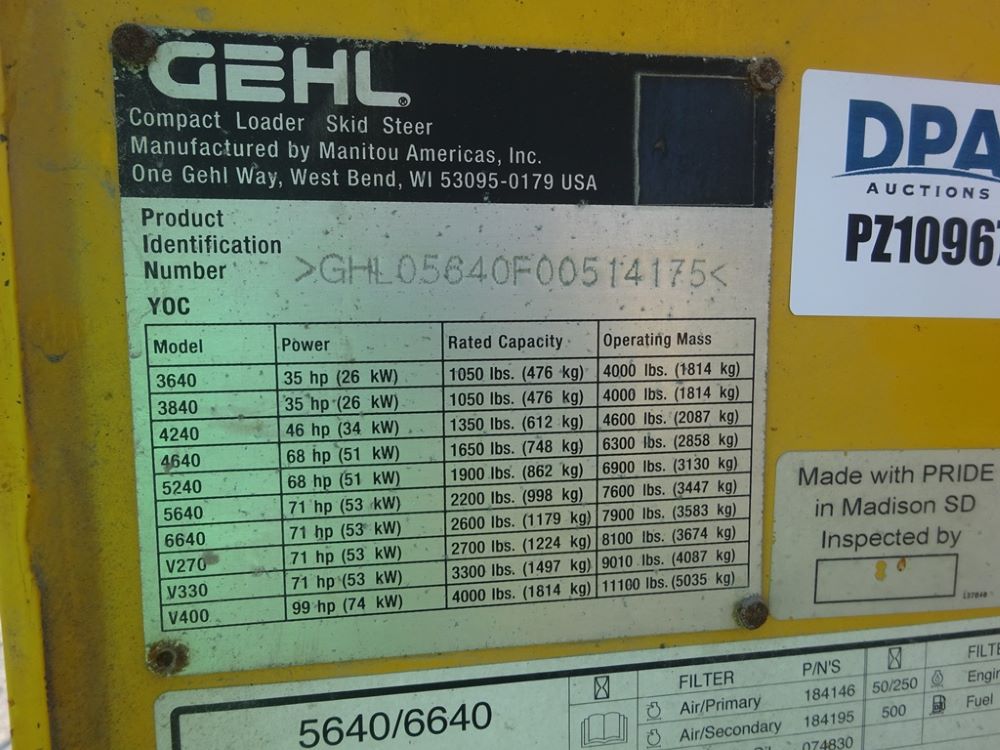 GEHL®
Compact Loader Skid Steer
Manufactured by Manitou Americas, Inc.
One Gehl Way, West Bend, WI 53095-0179 USA
Product
Identification
Number >GHL05640F00514175<
YOC
Model Power Rated Capacity Operating Mass
3640 35 hp (26 kW) 1050 lbs. (476 kg) 4000 lbs. (1814 kg)
3840 35 hp (26 kW) 1050 lbs. (476 kg) 4000 lbs. (1814 kg)
4240 46 hp (34 kW) 1350 lbs. (612 kg) 4600 lbs. (2087 kg)
4640 68 hp (51 kW) 1650 lbs. (748 kg) 6300 lbs. (2858 kg)
5240 68 hp (51 kW) 1900 lbs. (862 kg) 6900 lbs. (3130 kg)
5640 71 hp (53 kW) 2200 lbs. (998 kg) 7600 lbs. (3447 kg)
6640 71 hp (53 kW) 2600 lbs. (1179 kg) 7900 lbs. (3583 kg)
V270 71 hp (53 kW) 2700 lbs. (1224 kg) 8100 lbs. (3674 kg)
V330 71 hp (53 kW) 3300 lbs. (1497 kg) 9010 lbs. (4087 kg)
V400 99 hp (74 kW) 4000 lbs. (1814 kg) 11100 lbs. (5035 kg)
DPA
AUCTIONS
PZ10967
Made with PRIDE
in Madison SD
Inspected by
5640/6640
FILTER P/N'S
Air/Primary 184146 50/250
Air/Secondary 184195 500
074830
Fuel